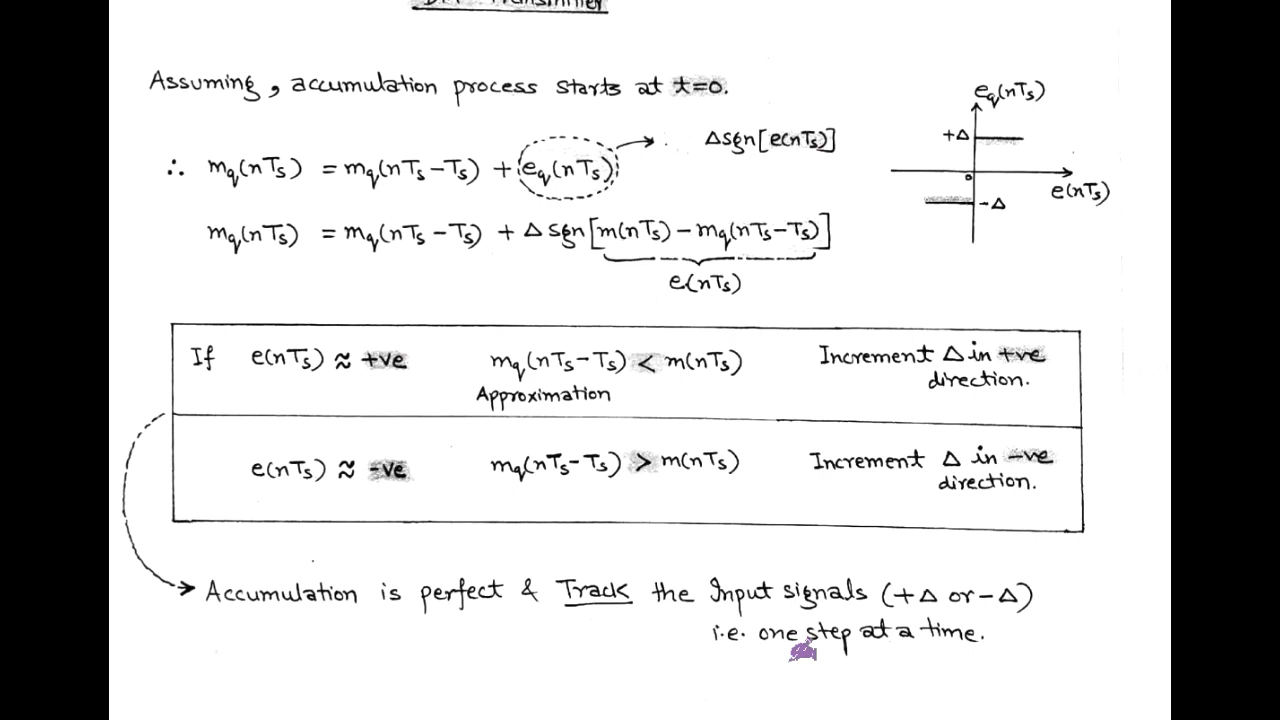 DM Transmitter
Assuming, accumulation process starts at t=0.
∴ mq(nTs) = mq(nTs-Ts) + eq(nTs) → Δsgn[e(nTs)]
mq(nTs) = mq(nTs-Ts) + Δ sgn[m(nTs) - mq(nTs-Ts)]
e(nTs)
eq(nTs)
+Δ
0
e(nTs)
-Δ
If e(nTs) ≈ +ve mq(nTs-Ts) < m(nTs) Increment Δ in +ve
Approximation direction.
e(nTs) ≈ -ve mq(nTs-Ts) > m(nTs) Increment Δ in -ve
direction.
→ Accumulation is perfect & Track the Input signals (+Δ or -Δ)
i.e. one step at a time.